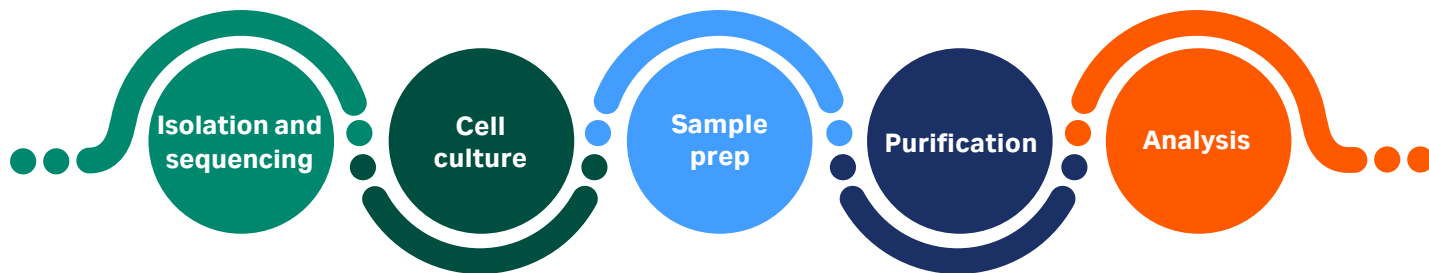 Isolation and
sequencing
Cell
culture
Sample
prep
Purification
Analysis